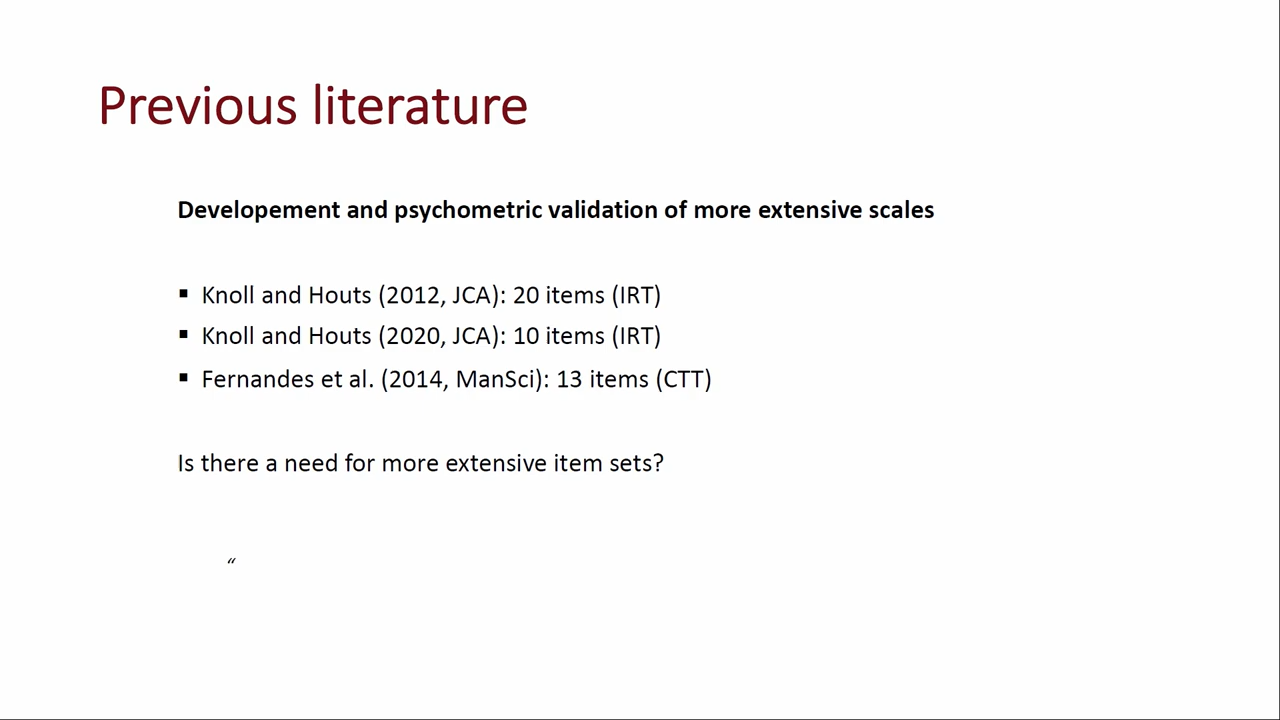 Previous literature
Developement and psychometric validation of more extensive scales
▪ Knoll and Houts (2012, JCA): 20 items (IRT)
▪ Knoll and Houts (2020, JCA): 10 items (IRT)
▪ Fernandes et al. (2014, ManSci): 13 items (CTT)
Is there a need for more extensive item sets?
“